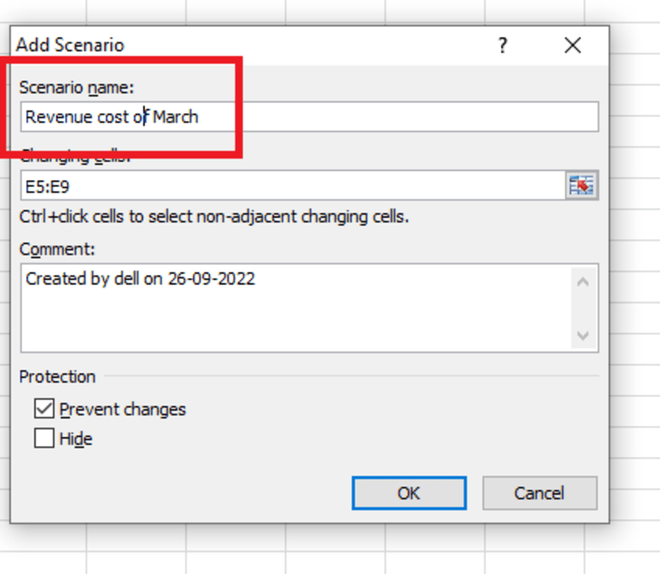 Add Scenario ?
Scenario name:
Revenue cost of March
Changing cells:
E5:E9
Ctrl+click cells to select non-adjacent changing cells.
Comment:
Created by dell on 26-09-2022
Protection
Prevent changes
Hide
OK Cancel